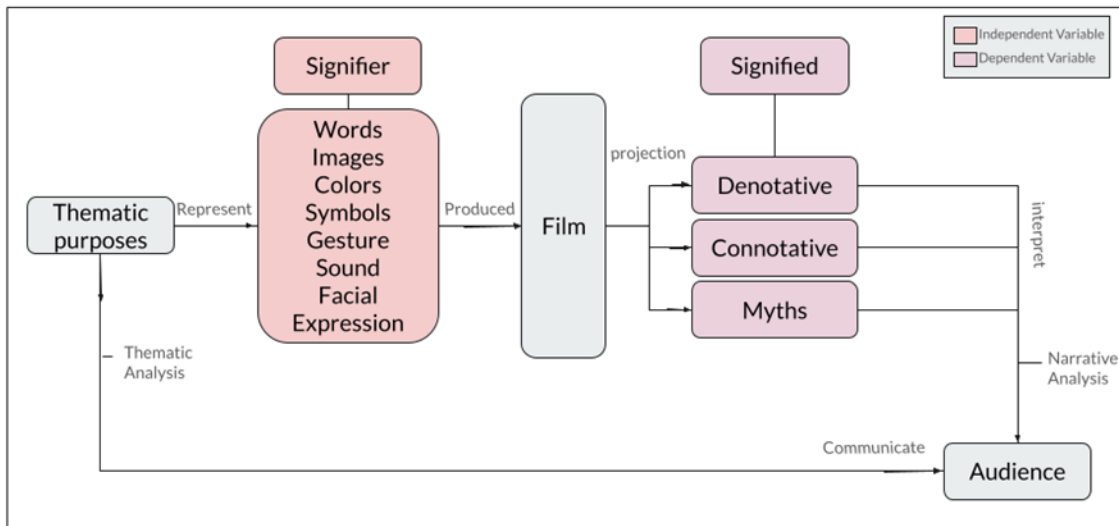 Independent Variable
Dependent Variable
Signifier
Signified
Words
Images
Colors
Symbols
Gesture
Sound
Facial
Expression
Thematic
purposes
Represent
Produced
Film
projection
Denotative
Connotative
Myths
interpret
Thematic
Analysis
Narrative
Analysis
Communicate
Audience